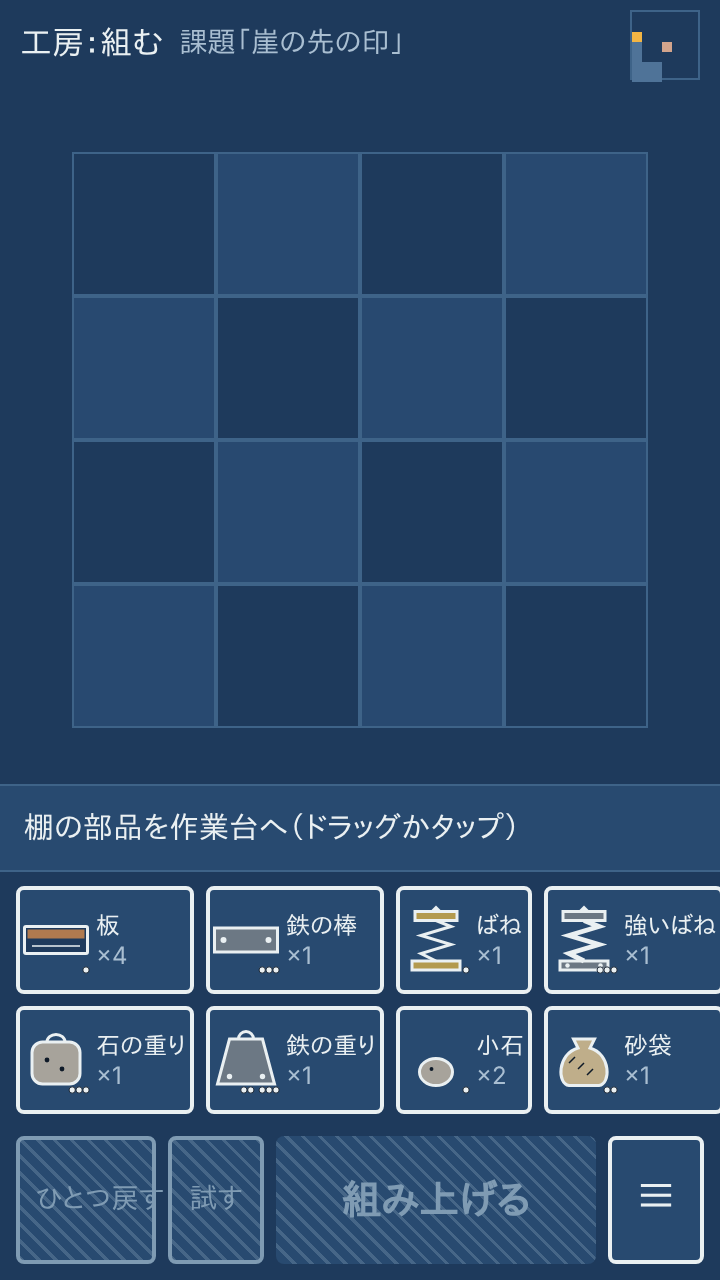 工房:組む 課題「崖の先の印」
棚の部品を作業台へ(ドラッグかタップ)
板 ×4
鉄の棒 ×1
ばね ×1
強いばね ×1
石の重り ×1
鉄の重り ×1
小石 ×2
砂袋 ×1
ひとつ戻す 試す 組み上げる